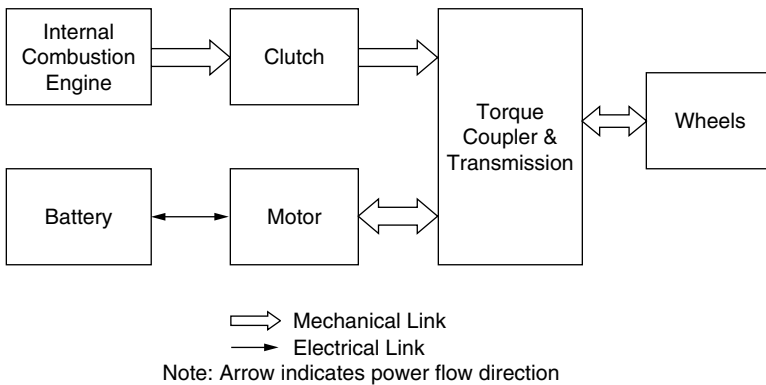 Internal
Combustion
Engine
Clutch
Torque
Coupler &
Transmission
Wheels
Battery
Motor
Mechanical Link
Electrical Link
Note: Arrow indicates power flow direction